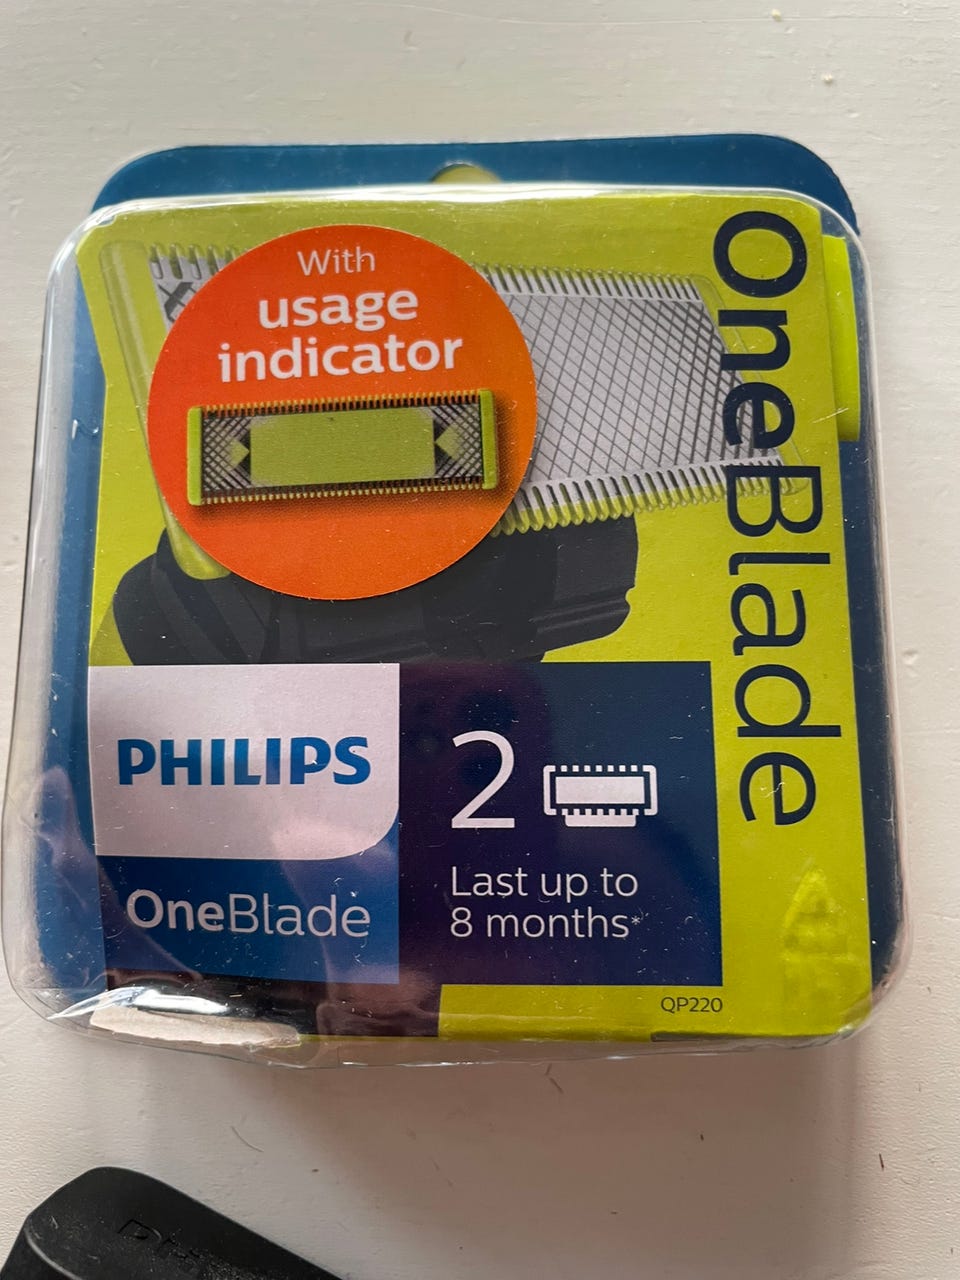 With
usage
indicator
OneBlade
PHILIPS
OneBlade
2
Last up to
8 months*
QP220